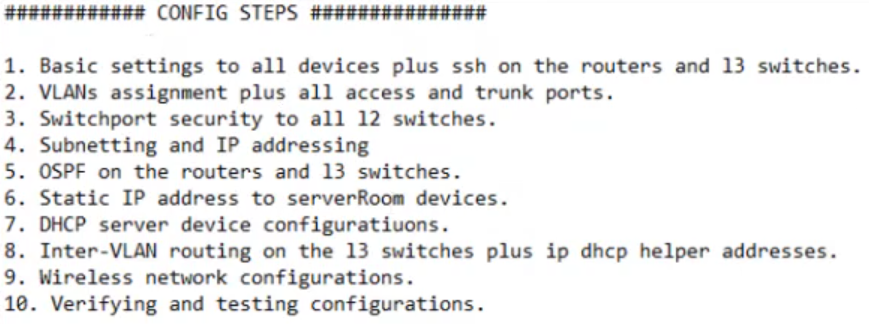 ############ CONFIG STEPS ###############
1. Basic settings to all devices plus ssh on the routers and l3 switches.
2. VLANs assignment plus all access and trunk ports.
3. Switchport security to all l2 switches.
4. Subnetting and IP addressing
5. OSPF on the routers and l3 switches.
6. Static IP address to serverRoom devices.
7. DHCP server device configuratiuons.
8. Inter-VLAN routing on the l3 switches plus ip dhcp helper addresses.
9. Wireless network configurations.
10. Verifying and testing configurations.